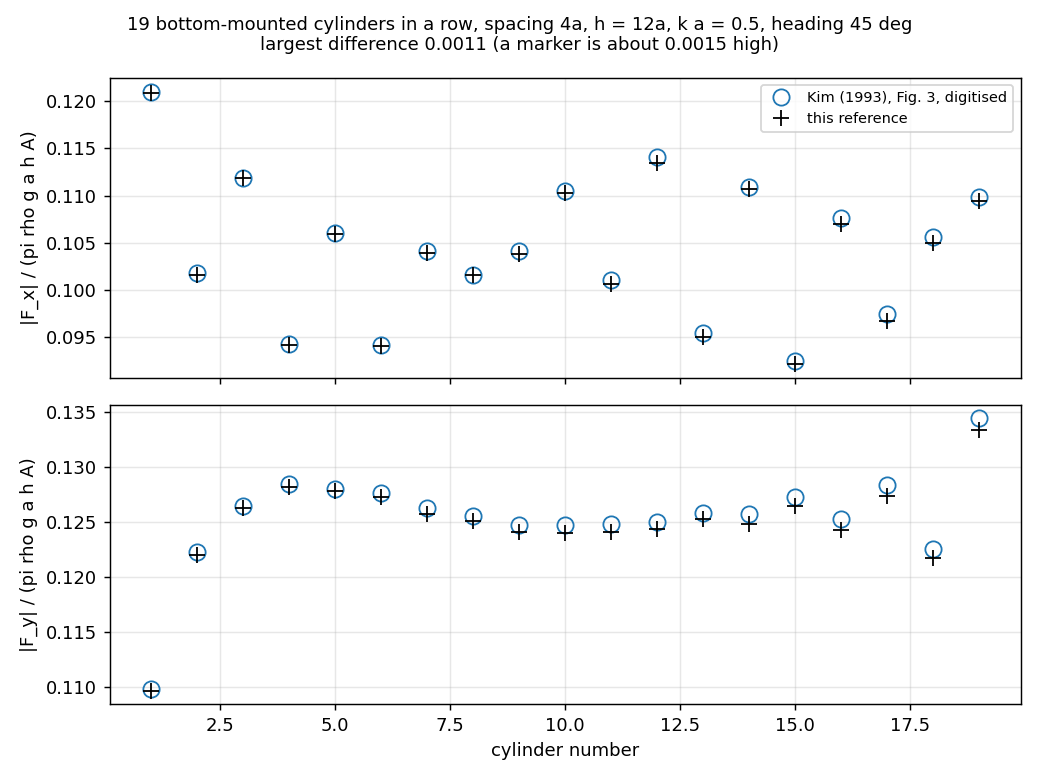 19 bottom-mounted cylinders in a row, spacing 4a, h = 12a, k a = 0.5, heading 45 deg
largest difference 0.0011 (a marker is about 0.0015 high)
Kim (1993), Fig. 3, digitised
this reference
|F_x| / (pi rho g a h A)
0.120
0.115
0.110
0.105
0.100
0.095
|F_y| / (pi rho g a h A)
0.135
0.130
0.125
0.120
0.115
0.110
2.5 5.0 7.5 10.0 12.5 15.0 17.5
cylinder number